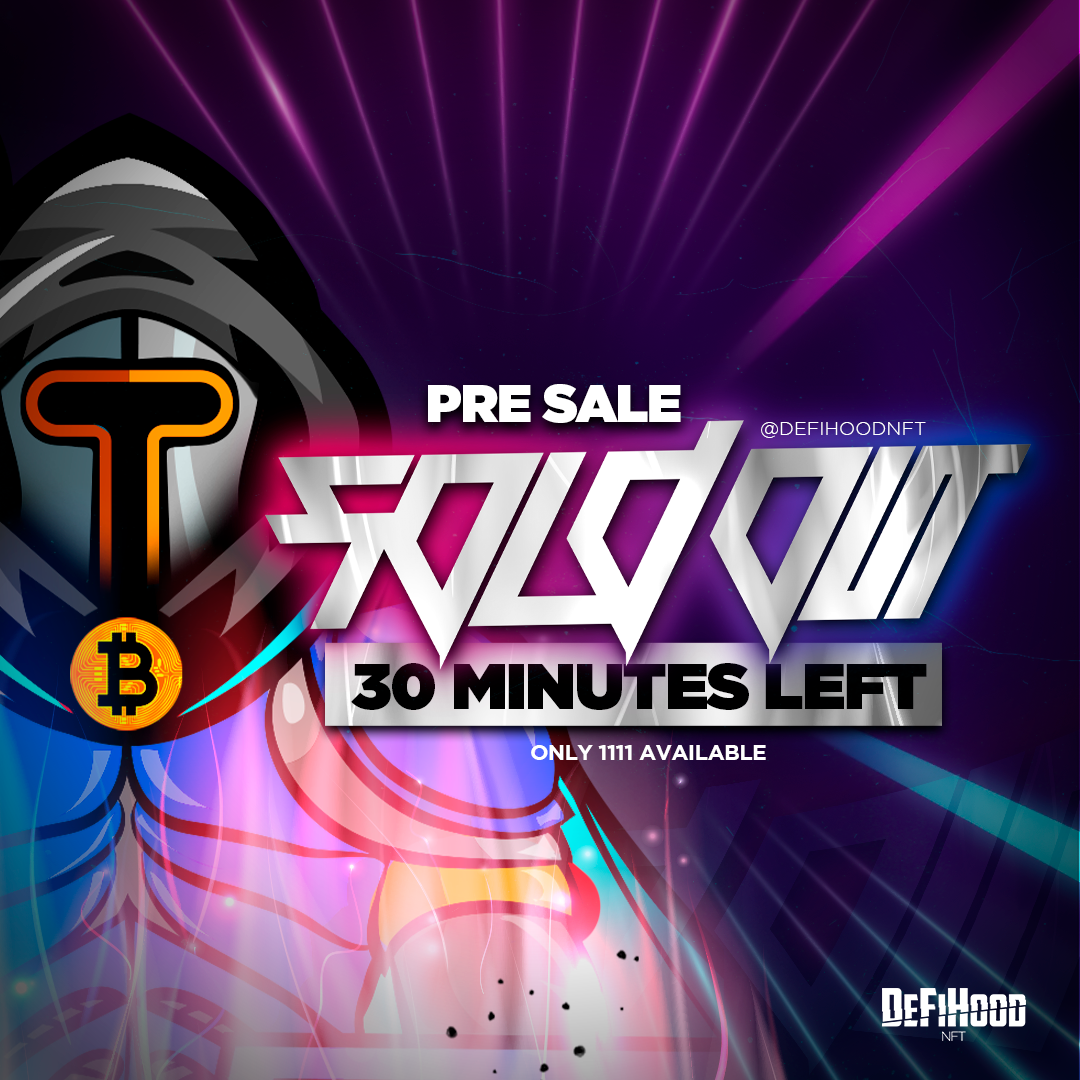 PRE SALE
@DEFIHOODNFT
SOLD OUT
30 MINUTES LEFT
ONLY 1111 AVAILABLE
DEFIHOOD
NFT